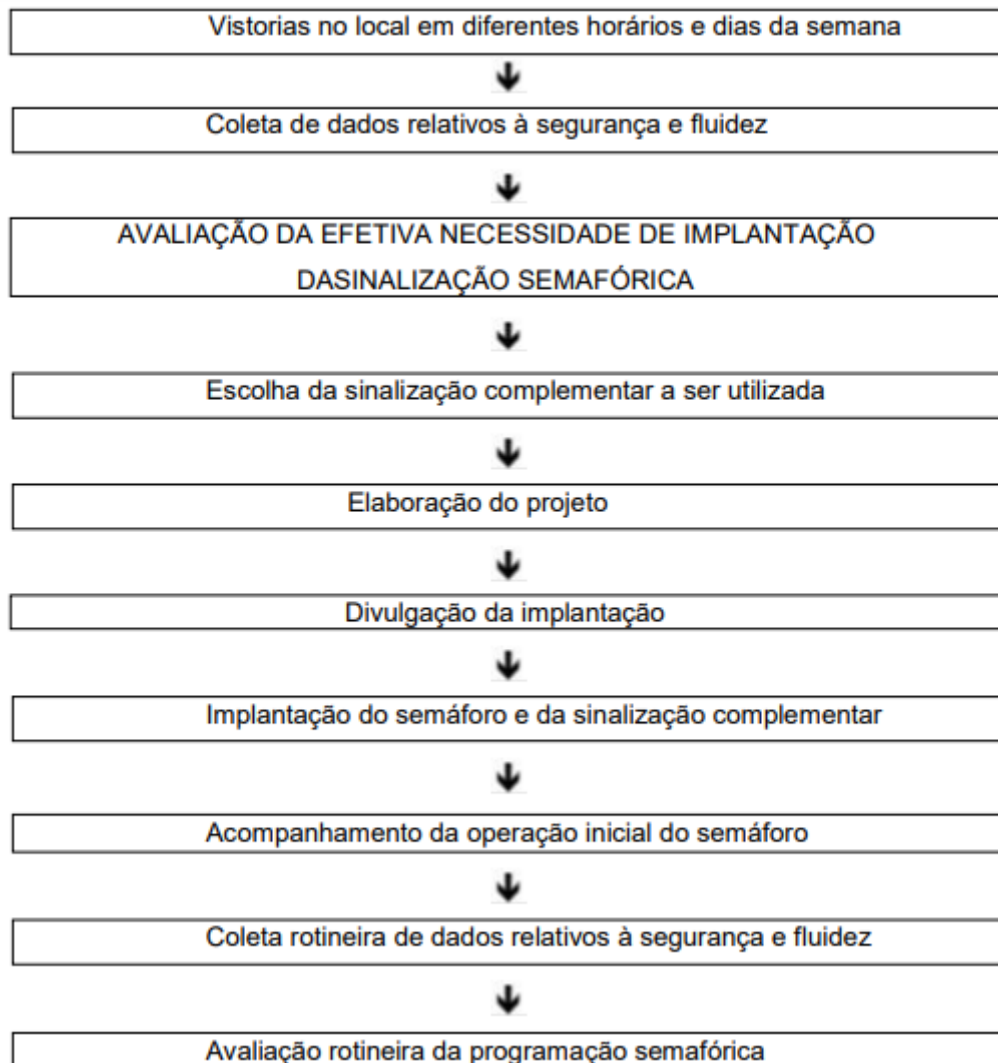 Vistorias no local em diferentes horários e dias da semana
Coleta de dados relativos à segurança e fluidez
AVALIAÇÃO DA EFETIVA NECESSIDADE DE IMPLANTAÇÃO
DASINALIZAÇÃO SEMAFÓRICA
Escolha da sinalização complementar a ser utilizada
Elaboração do projeto
Divulgação da implantação
Implantação do semáforo e da sinalização complementar
Acompanhamento da operação inicial do semáforo
Coleta rotineira de dados relativos à segurança e fluidez
Avaliação rotineira da programação semafórica